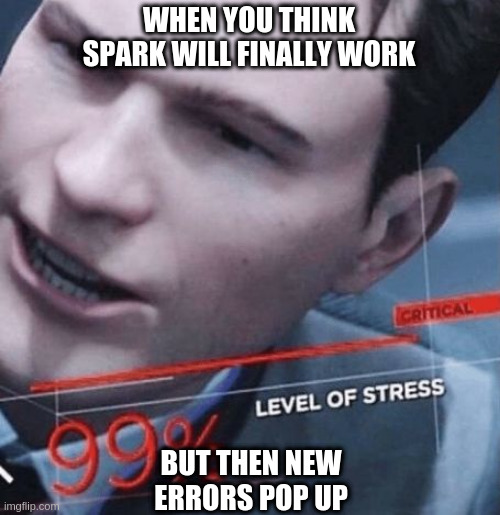 WHEN YOU THINK
SPARK WILL FINALLY WORK
CRITICAL
LEVEL OF STRESS
99%
BUT THEN NEW
ERRORS POP UP
imgflip.com